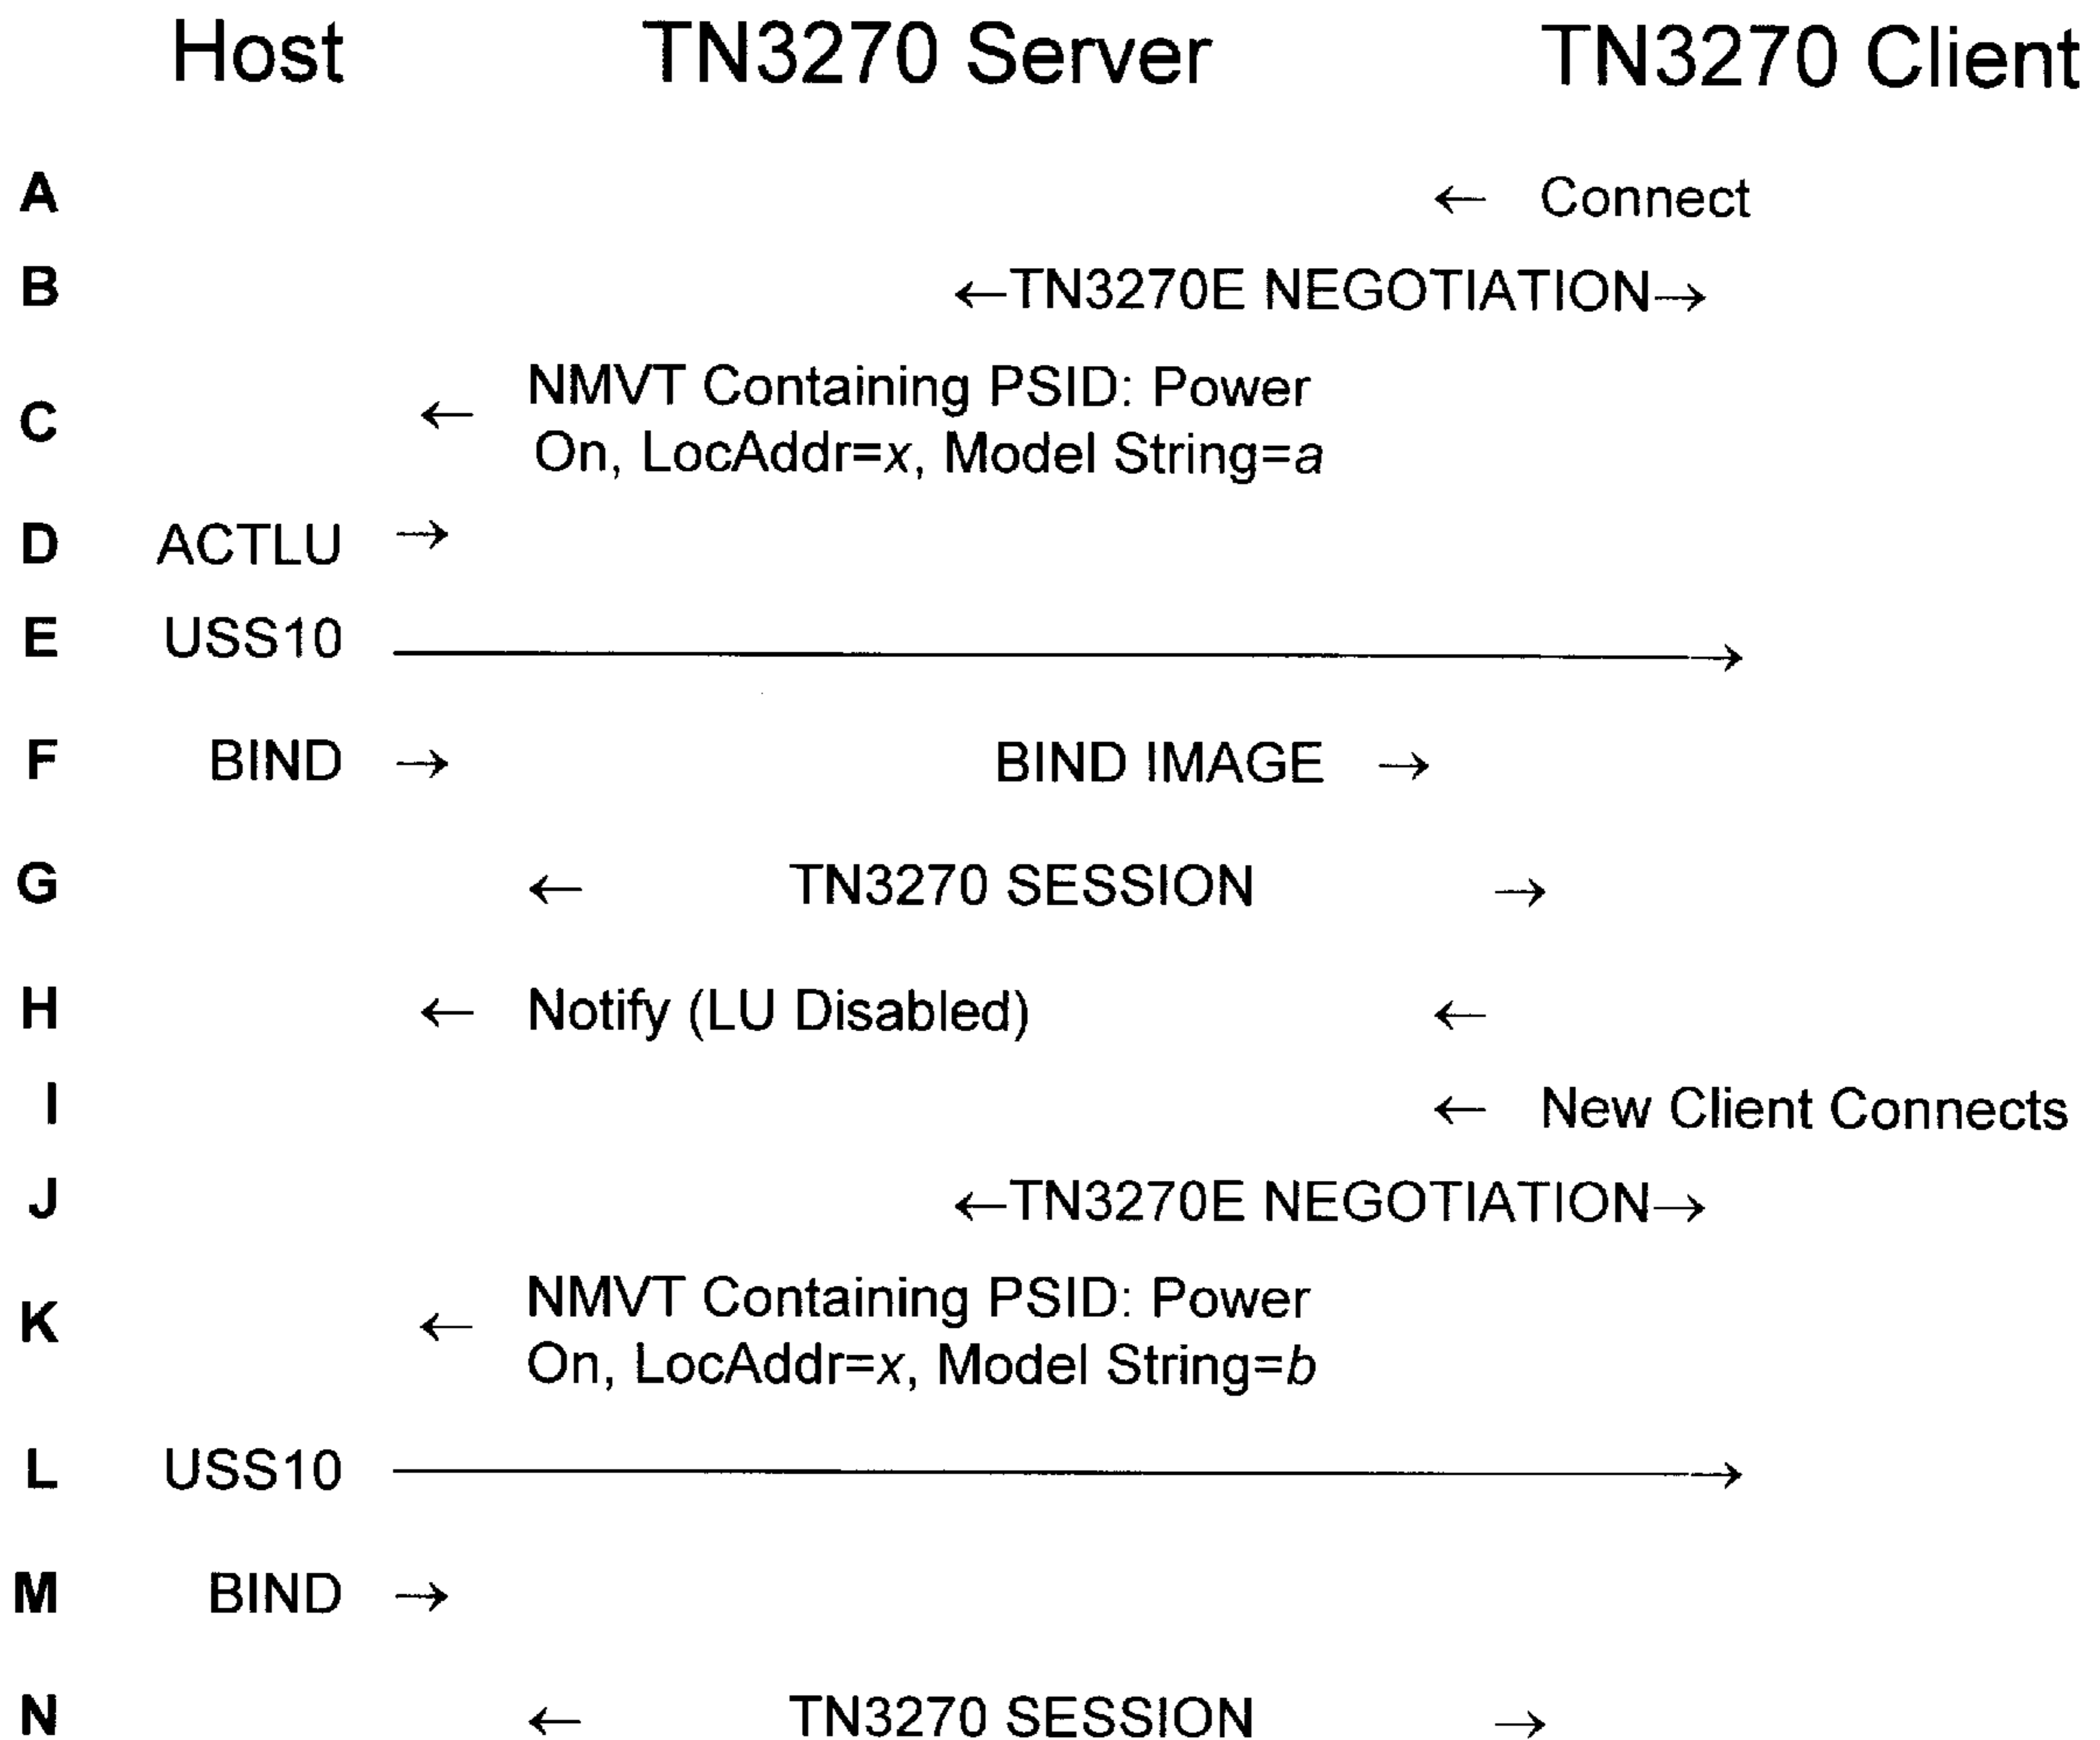 Host TN3270 Server TN3270 Client
A ← Connect
B ←TN3270E NEGOTIATION→
C ← NMVT Containing PSID: Power
On, LocAddr=x, Model String=a
D ACTLU →
E USS10 →
F BIND → BIND IMAGE →
G ← TN3270 SESSION →
H ← Notify (LU Disabled) ←
I ← New Client Connects
J ←TN3270E NEGOTIATION→
K ← NMVT Containing PSID: Power
On, LocAddr=x, Model String=b
L USS10 →
M BIND →
N ← TN3270 SESSION →